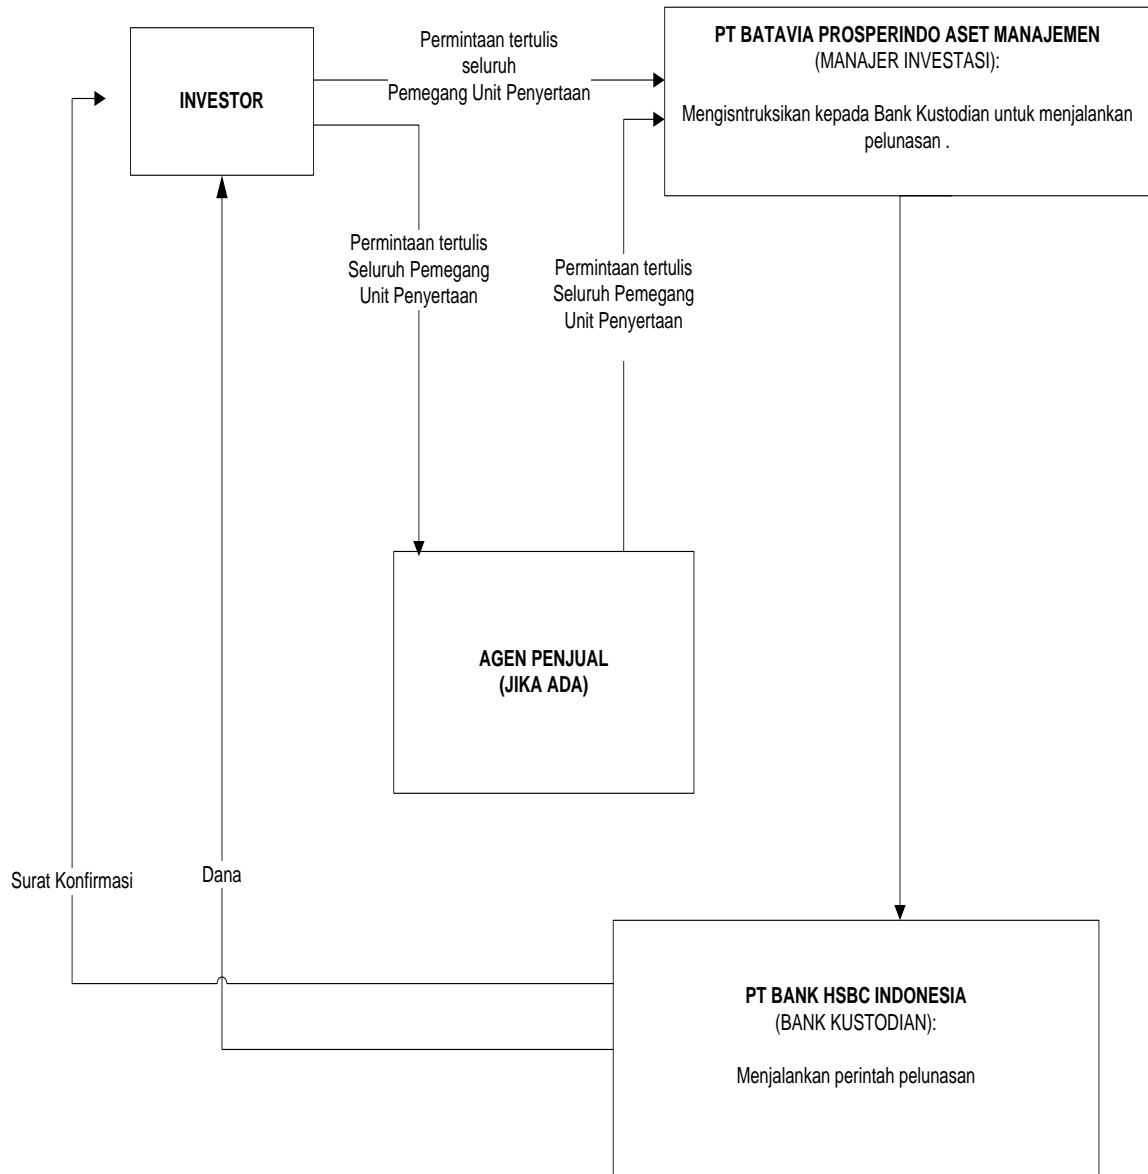 PT BATAVIA PROSPERINDO ASET MANAJEMEN
(MANAJER INVESTASI):
Mengisntruksikan kepada Bank Kustodian untuk menjalankan
pelunasan .
Permintaan tertulis
seluruh
Pemegang Unit Penyertaan
INVESTOR
Permintaan tertulis
Seluruh Pemegang
Unit Penyertaan
Permintaan tertulis
Seluruh Pemegang
Unit Penyertaan
AGEN PENJUAL
(JIKA ADA)
Surat Konfirmasi
Dana
PT BANK HSBC INDONESIA
(BANK KUSTODIAN):
Menjalankan perintah pelunasan